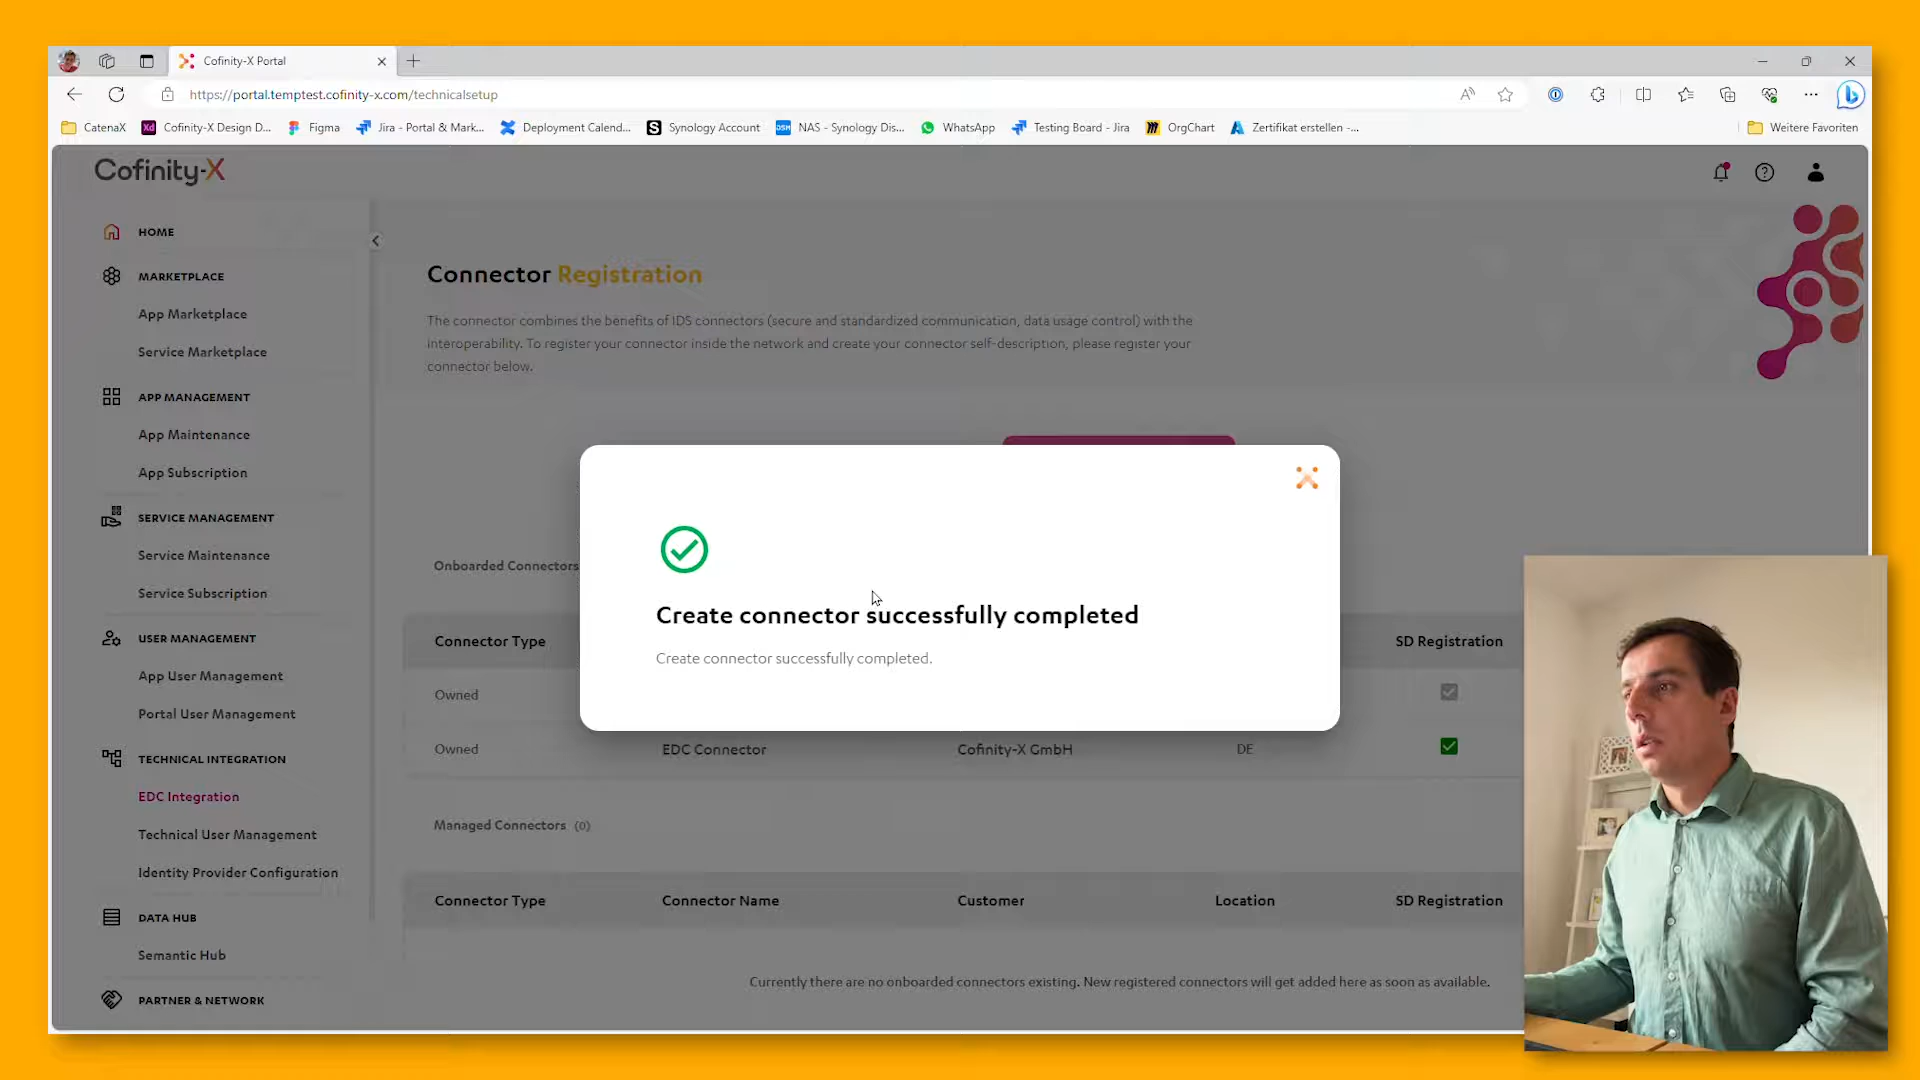 Cofinity-X Portal
https://portal.temptest.cofinity-x.com/technicalsetup
CatenaX
Cofinity-X Design D...
Figma
Jira - Portal & Mark...
Deployment Calend...
Synology Account
NAS - Synology Dis...
WhatsApp
Testing Board - Jira
OrgChart
Zertifikat erstellen -...
Weitere Favoriten
Cofinity-X
HOME
MARKETPLACE
App Marketplace
Service Marketplace
APP MANAGEMENT
App Maintenance
App Subscription
SERVICE MANAGEMENT
Service Maintenance
Service Subscription
USER MANAGEMENT
App User Management
Portal User Management
TECHNICAL INTEGRATION
EDC Integration
Technical User Management
Identity Provider Configuration
DATA HUB
Semantic Hub
PARTNER & NETWORK
Connector Registration
The connector combines the benefits of IDS connectors (secure and standardized communication, data usage control) with the
interoperability. To register your connector inside the network and create your connector self-description, please register your
connector below.
Create connector successfully completed
Create connector successfully completed.
Onboarded Connectors
Connector Type SD Registration
Owned
Owned EDC Connector Cofinity-X GmbH DE
Managed Connectors (0)
Connector Type Connector Name Customer Location SD Registration
Currently there are no onboarded connectors existing. New registered connectors will get added here as soon as available.